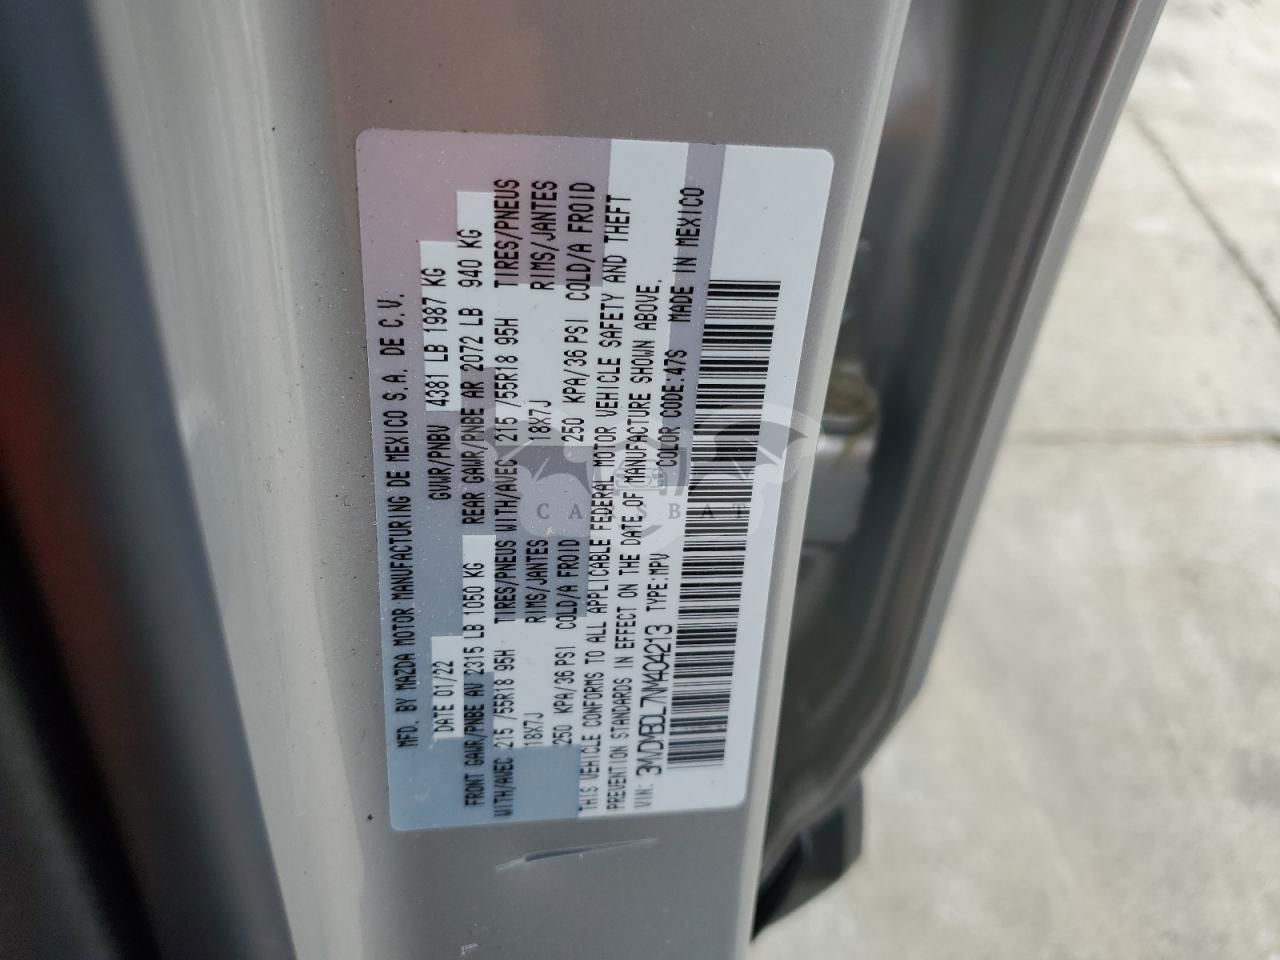 MFD. BY MAZDA MOTOR MANUFACTURING DE MEXICO S.A. DE C.V.
DATE 01/22 GVWR/PNBV 4381 LB 1987 KG
FRONT GAWR/PNBE AV 2315 LB 1050 KG REAR GAWR/PNBE AR 2072 LB 940 KG
WITH/AVEC 215 /55R18 95H TIRES/PNEUS WITH/AVEC 215 /55R18 95H TIRES/PNEUS
18X7J RIMS/JANTES 18X7J RIMS/JANTES
250 KPA/36 PSI COLD/A FROID 250 KPA/36 PSI COLD/A FROID
THIS VEHICLE CONFORMS TO ALL APPLICABLE FEDERAL MOTOR VEHICLE SAFETY AND THEFT
PREVENTION STANDARDS IN EFFECT ON THE DATE OF MANUFACTURE SHOWN ABOVE.
VIN: 3MVDMBDL7NM404213 TYPE:MPV COLOR CODE:47S MADE IN MEXICO
CARSBAT